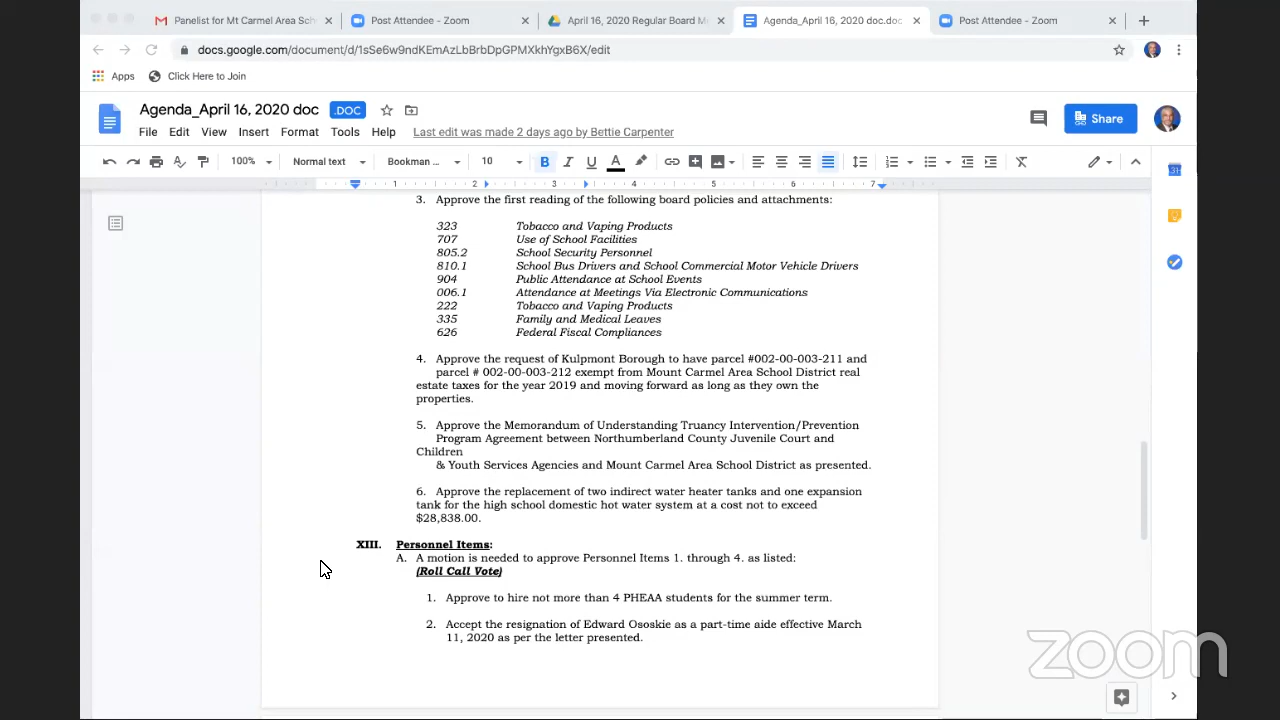 Panelist for Mt Carmel Area Sch
Post Attendee - Zoom
April 16, 2020 Regular Board M
Agenda_April 16, 2020 doc.doc
Post Attendee - Zoom
docs.google.com/document/d/1sSe6w9ndKEmAzLbBrbDpGPMXkhYgxB6X/edit
Apps
Click Here to Join
Agenda_April 16, 2020 doc
.DOC
File Edit View Insert Format Tools Help Last edit was made 2 days ago by Bettie Carpenter
Share
100% Normal text Bookman ... 10 B I U A
1 2 3 4 5 6 7
3. Approve the first reading of the following board policies and attachments:
323 Tobacco and Vaping Products
707 Use of School Facilities
805.2 School Security Personnel
810.1 School Bus Drivers and School Commercial Motor Vehicle Drivers
904 Public Attendance at School Events
006.1 Attendance at Meetings Via Electronic Communications
222 Tobacco and Vaping Products
335 Family and Medical Leaves
626 Federal Fiscal Compliances
4. Approve the request of Kulpmont Borough to have parcel #002-00-003-211 and
parcel # 002-00-003-212 exempt from Mount Carmel Area School District real
estate taxes for the year 2019 and moving forward as long as they own the
properties.
5. Approve the Memorandum of Understanding Truancy Intervention/Prevention
Program Agreement between Northumberland County Juvenile Court and
Children
& Youth Services Agencies and Mount Carmel Area School District as presented.
6. Approve the replacement of two indirect water heater tanks and one expansion
tank for the high school domestic hot water system at a cost not to exceed
$28,838.00.
XIII. Personnel Items:
A. A motion is needed to approve Personnel Items 1. through 4. as listed:
(Roll Call Vote)
1. Approve to hire not more than 4 PHEAA students for the summer term.
2. Accept the resignation of Edward Ososkie as a part-time aide effective March
11, 2020 as per the letter presented.
zoom